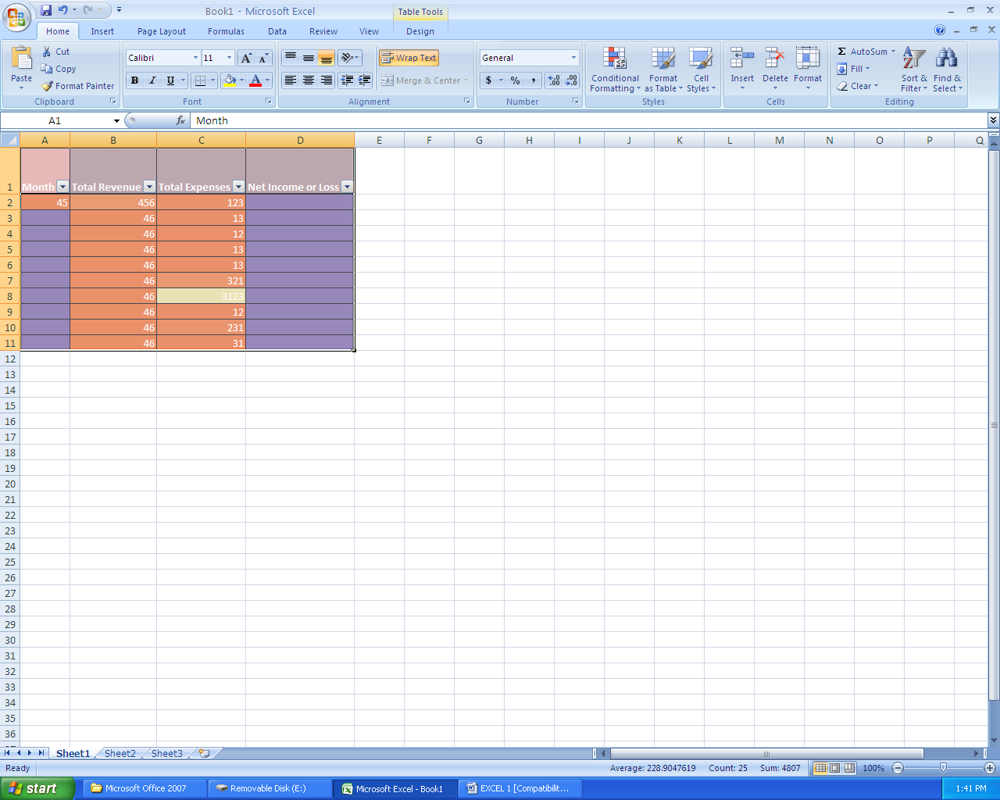 Book1 - Microsoft Excel
Table Tools
Home Insert Page Layout Formulas Data Review View Design
Paste
Cut
Copy
Format Painter
Clipboard
Calibri 11
B I U A
Font
Wrap Text
Merge & Center
Alignment
General
$ % , .00 .0
Number
Conditional Formatting
Format as Table
Cell Styles
Styles
Insert Delete Format
Cells
Σ AutoSum
Fill
Clear
Sort & Filter
Find & Select
Editing
A1 fx Month
A B C D E F G H I J K L M N O P Q
1 Month Total Revenue Total Expenses Net Income or Loss
2 45 456 123
3 46 13
4 46 12
5 46 13
6 46 13
7 46 321
8 46 3123
9 46 12
10 46 231
11 46 31
12
13
14
15
16
17
18
19
20
21
22
23
24
25
26
27
28
29
30
31
32
33
34
35
36
Sheet1 Sheet2 Sheet3
Ready Average: 228.9047619 Count: 25 Sum: 4807 100%
start Microsoft Office 2007 Removable Disk (E:) Microsoft Excel - Book1 EXCEL 1 [Compatibilit... 1:41 PM